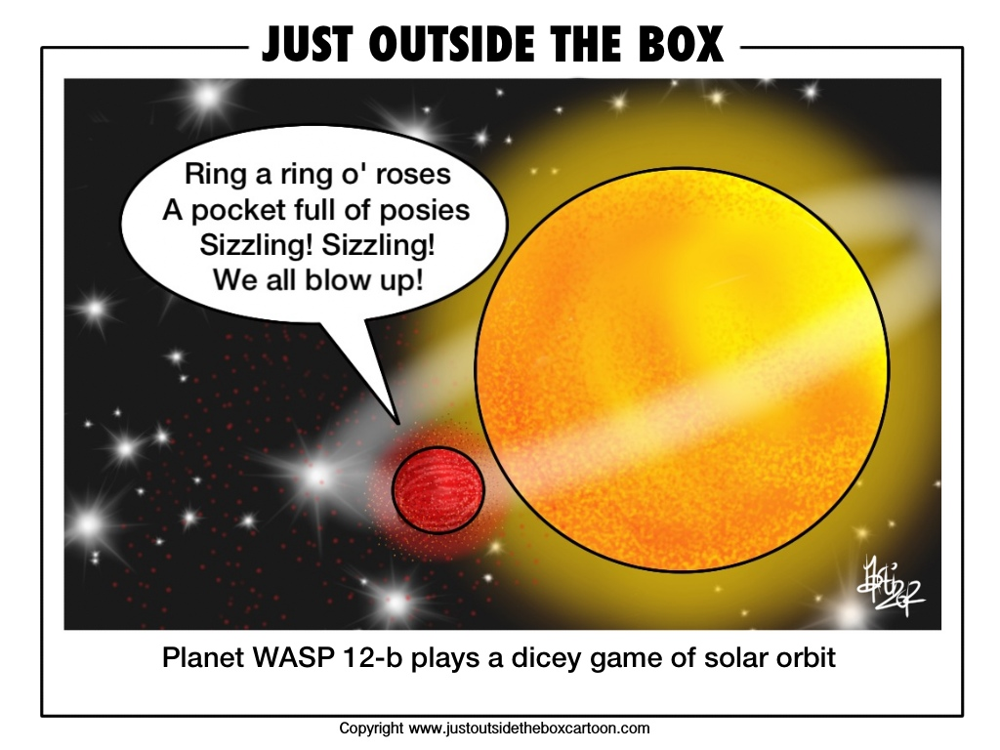 JUST OUTSIDE THE BOX
Ring a ring o' roses
A pocket full of posies
Sizzling! Sizzling!
We all blow up!
Planet WASP 12-b plays a dicey game of solar orbit
Copyright www.justoutsidetheboxcartoon.com